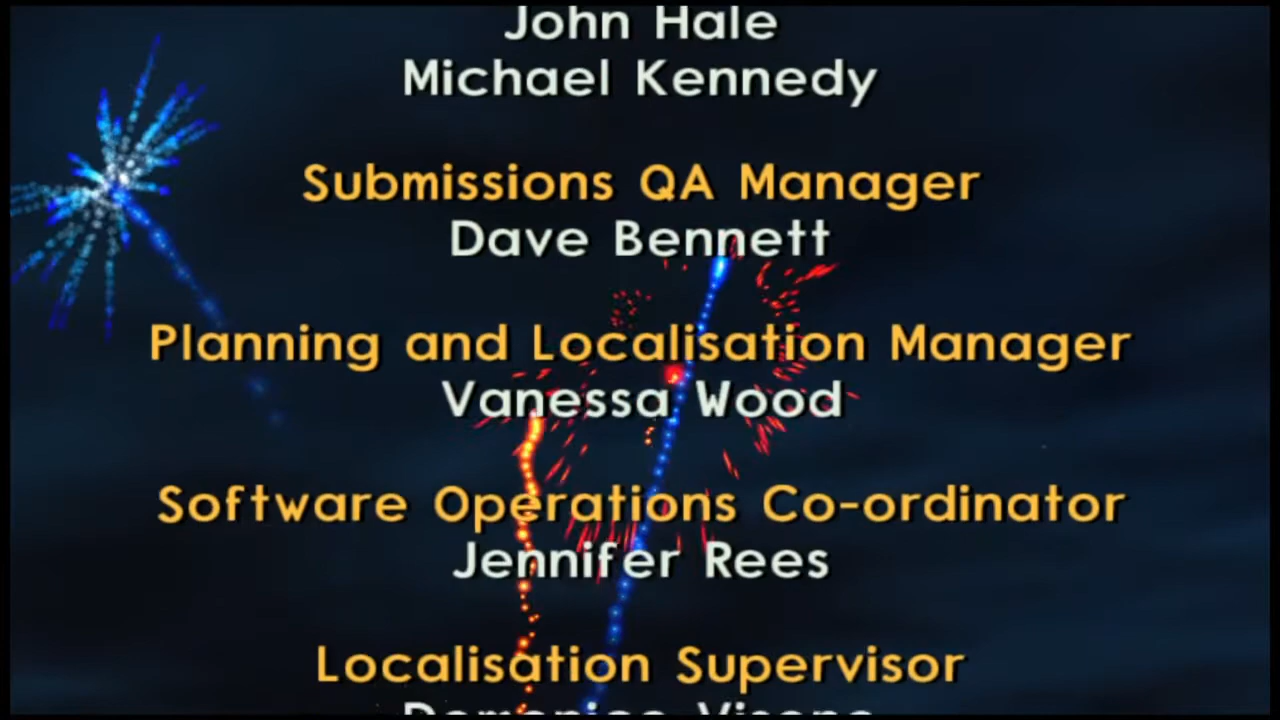 John Hale
Michael Kennedy
Submissions QA Manager
Dave Bennett
Planning and Localisation Manager
Vanessa Wood
Software Operations Co-ordinator
Jennifer Rees
Localisation Supervisor